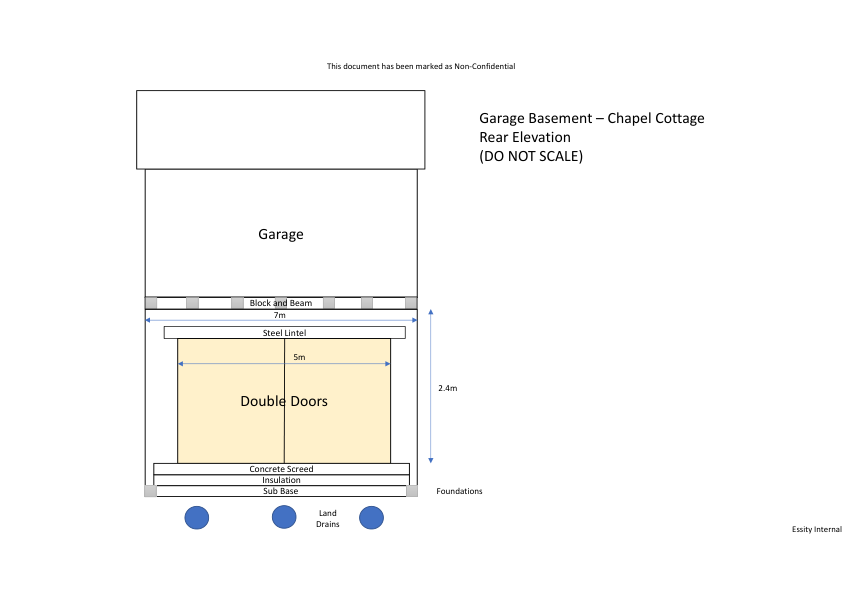 This document has been marked as Non-Confidential
Garage Basement – Chapel Cottage
Rear Elevation
(DO NOT SCALE)
Garage
Block and Beam
7m
Steel Lintel
5m
2.4m
Double Doors
Concrete Screed
Insulation
Sub Base
Foundations
Land
Drains
Essity Internal